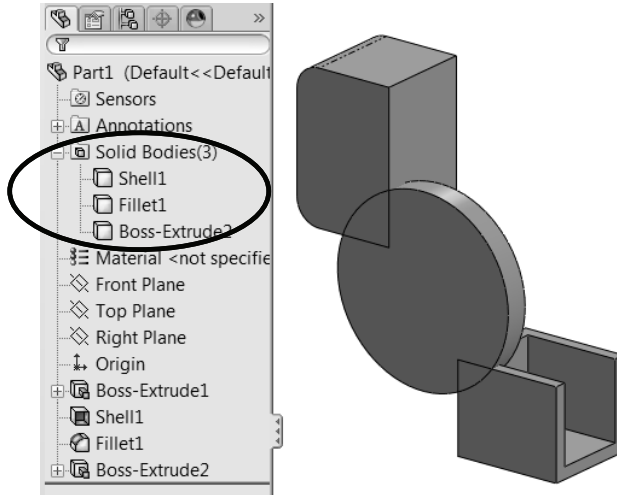 »
Part1 (Default<<Default
Sensors
A Annotations
Solid Bodies(3)
Shell1
Fillet1
Boss-Extrude2
Material <not specifie
Front Plane
Top Plane
Right Plane
Origin
Boss-Extrude1
Shell1
Fillet1
Boss-Extrude2